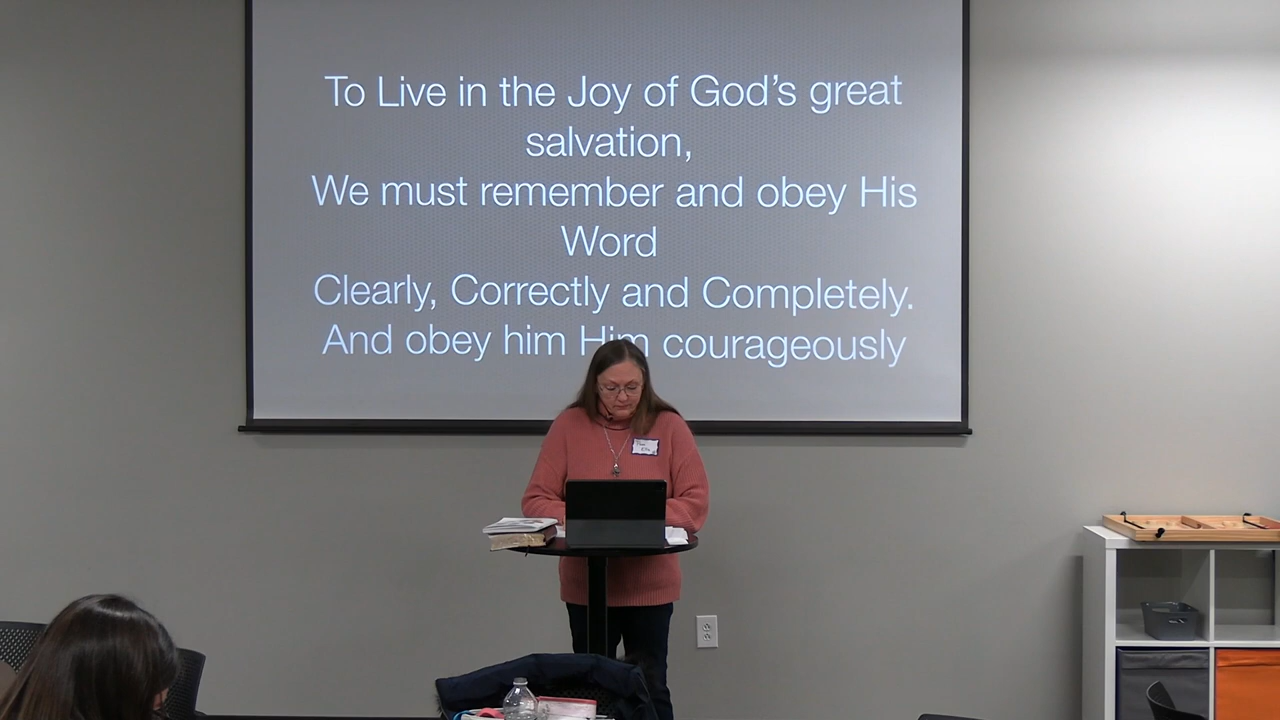 To Live in the Joy of God's great
salvation,
We must remember and obey His
Word
Clearly, Correctly and Completely.
And obey him Him courageously